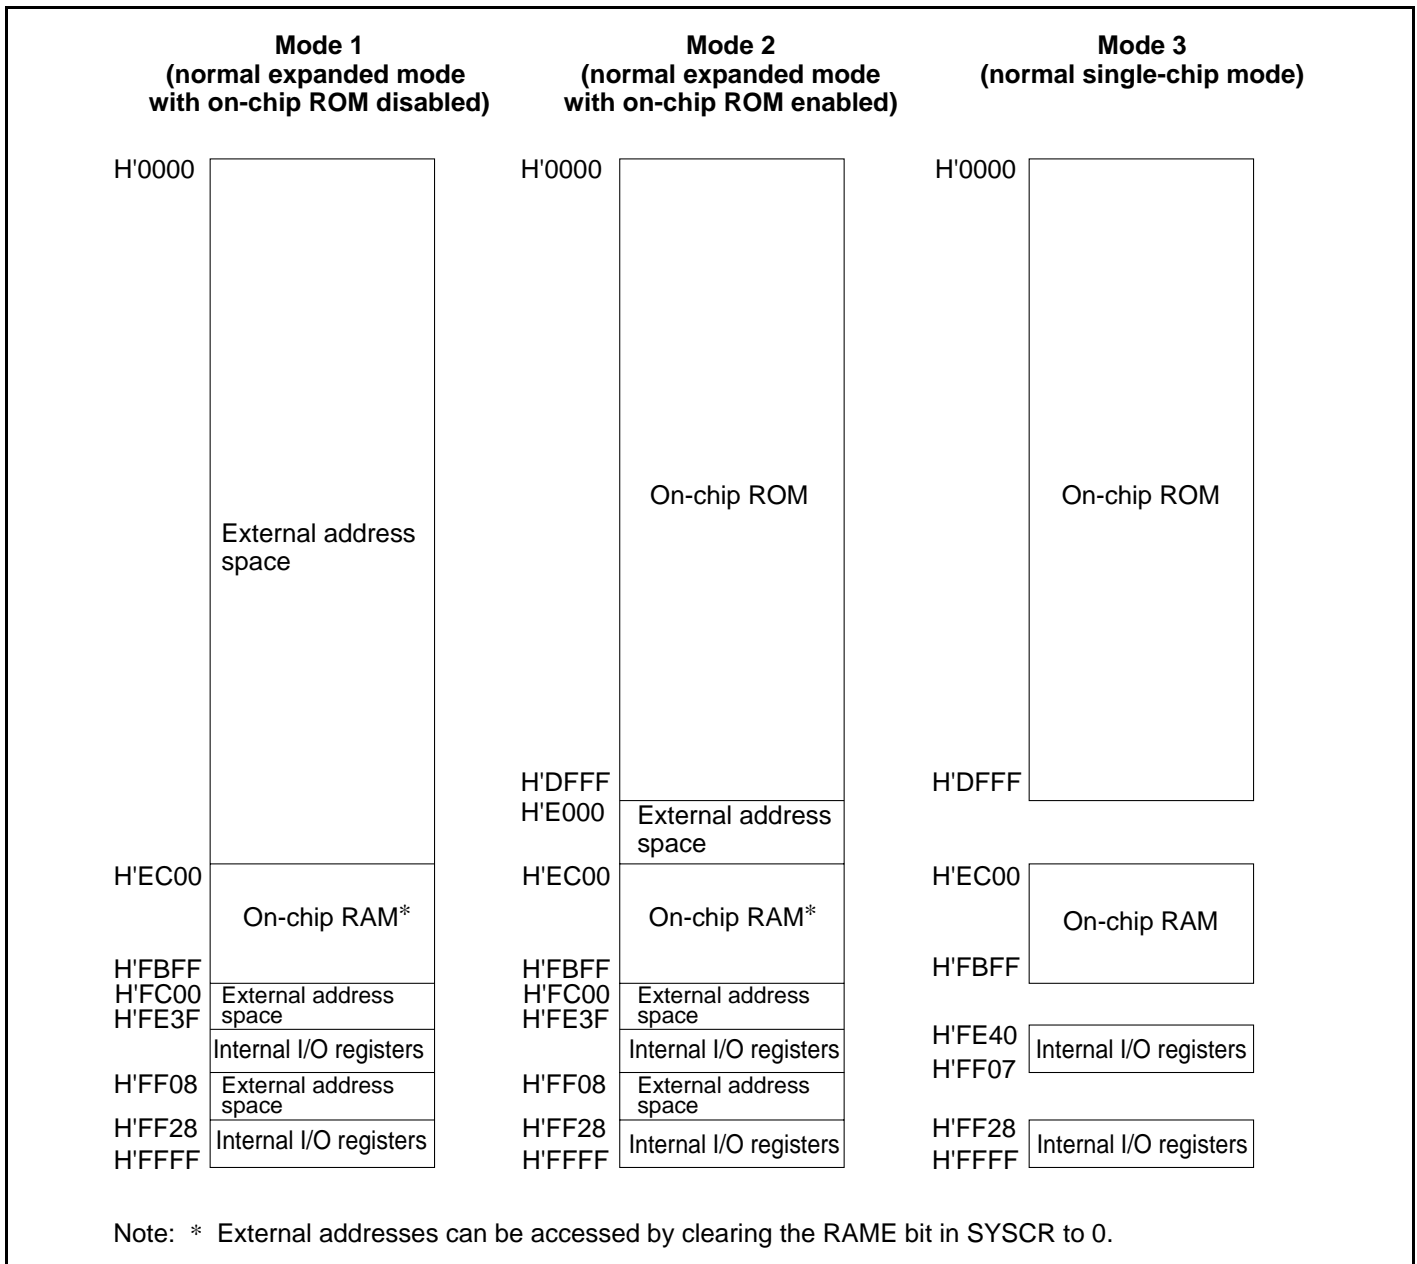 Mode 1
(normal expanded mode
with on-chip ROM disabled)
H'0000
External address
space
H'EC00
On-chip RAM*
H'FBFF
H'FC00
External address
space
H'FE3F
Internal I/O registers
H'FF08
External address
space
H'FF28
Internal I/O registers
H'FFFF
Mode 2
(normal expanded mode
with on-chip ROM enabled)
H'0000
On-chip ROM
H'DFFF
H'E000
External address
space
H'EC00
On-chip RAM*
H'FBFF
H'FC00
External address
space
H'FE3F
Internal I/O registers
H'FF08
External address
space
H'FF28
Internal I/O registers
H'FFFF
Mode 3
(normal single-chip mode)
H'0000
On-chip ROM
H'DFFF
H'EC00
On-chip RAM
H'FBFF
H'FE40
Internal I/O registers
H'FF07
H'FF28
Internal I/O registers
H'FFFF
Note: * External addresses can be accessed by clearing the RAME bit in SYSCR to 0.